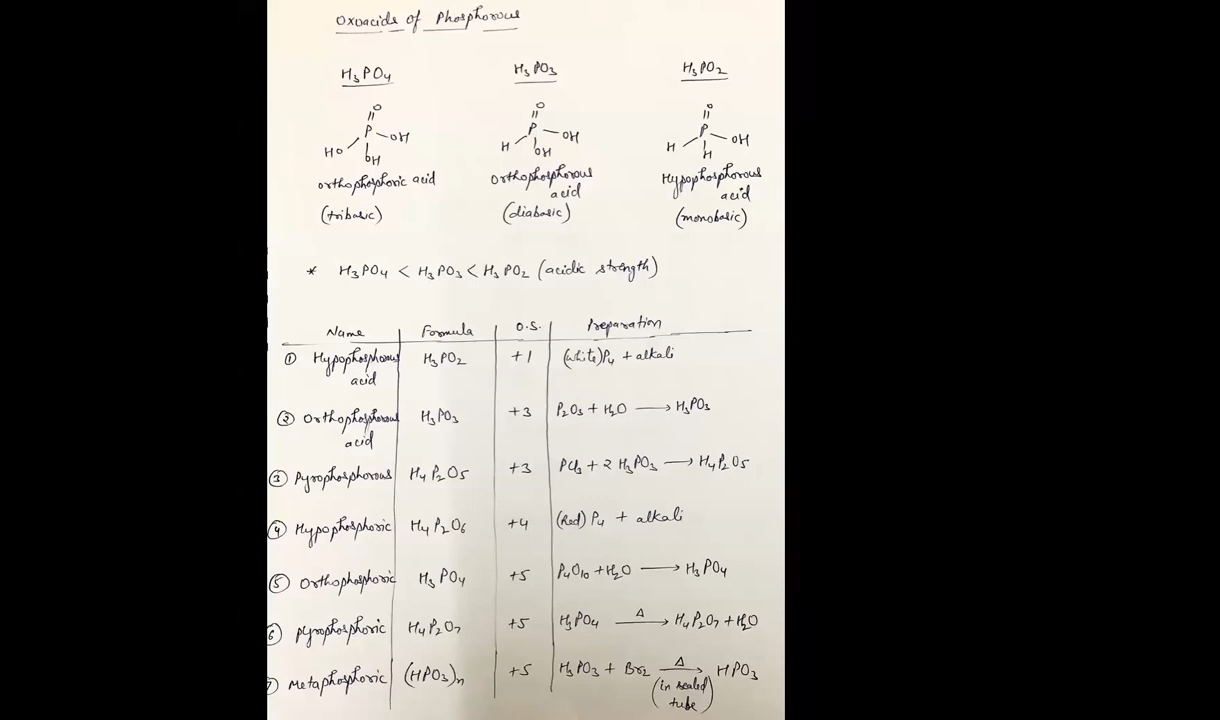 Oxoacids of Phosphorous
H₃PO₄ H₃PO₃ H₃PO₂
O O O
P OH P OH P OH
HO OH H OH H H
orthophosphoric acid Orthophosphorous acid Hypophosphorous acid
(tribasic) (diabasic) (monobasic)
* H₃PO₄ < H₃PO₃ < H₃PO₂ (acidic strength)
Name Formula O.S. Preparation
① Hypophosphorous acid H₃PO₂ +1 (white) P₄ + alkali
② Orthophosphorous acid H₃PO₃ +3 P₂O₃ + H₂O → H₃PO₃
③ Pyrophosphorous H₄P₂O₅ +3 PCl₃ + 2 H₃PO₃ → H₄P₂O₅
④ Hypophosphoric H₄P₂O₆ +4 (Red) P₄ + alkali
⑤ Orthophosphoric H₃PO₄ +5 P₄O₁₀ + H₂O → H₃PO₄
⑥ Pyrophosphoric H₄P₂O₇ +5 H₃PO₄ Δ→ H₄P₂O₇ + H₂O
⑦ Metaphosphoric (HPO₃)n +5 H₃PO₃ + Br₂ Δ→ HPO₃
(in sealed tube)